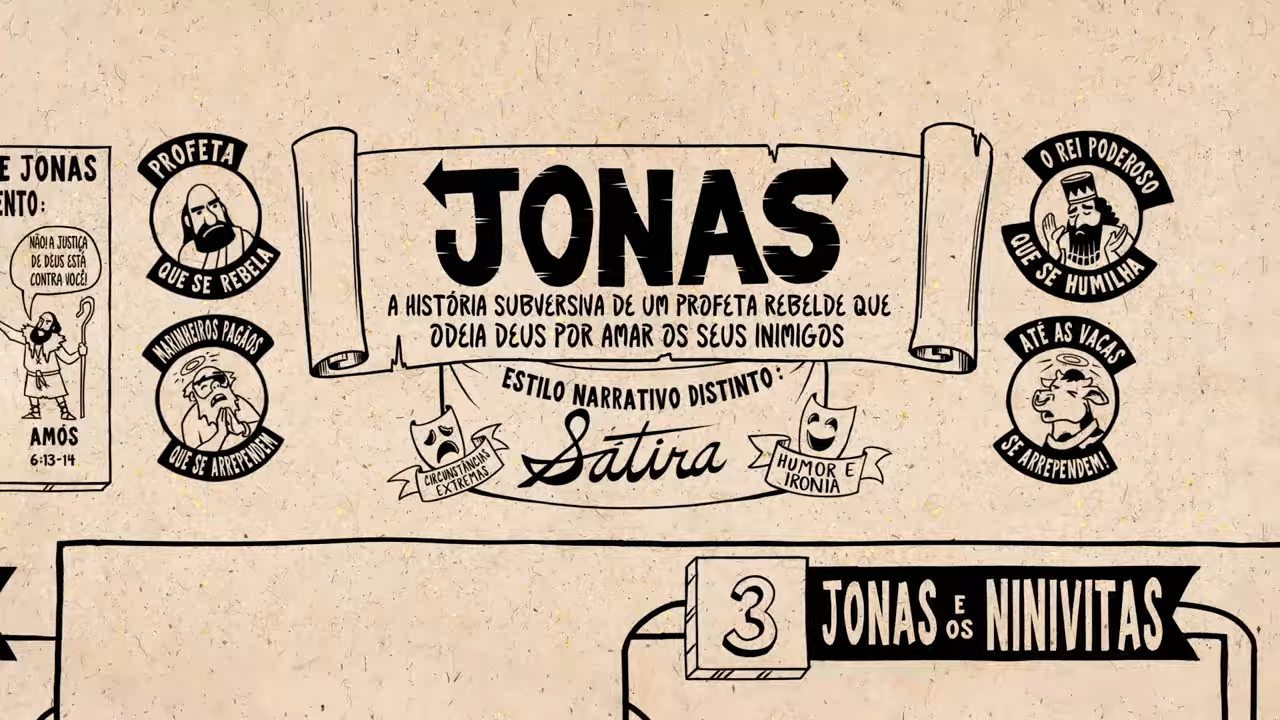 E JONAS
ENTO:
NÃO! A JUSTIÇA
DE DEUS ESTÁ
CONTRA VOCÊ!
AMÓS
6:13-14
PROFETA
QUE SE REBELA
MARINHEIROS PAGÃOS
QUE SE ARREPENDEM
JONAS
A HISTÓRIA SUBVERSIVA DE UM PROFETA REBELDE QUE
ODEIA DEUS POR AMAR OS SEUS INIMIGOS
ESTILO NARRATIVO DISTINTO:
Sátira
CIRCUNSTÂNCIAS
EXTREMAS
HUMOR E
IRONIA
O REI PODEROSO
QUE SE HUMILHA
ATÉ AS VACAS
SE ARREPENDEM!
3
JONAS E OS NINIVITAS